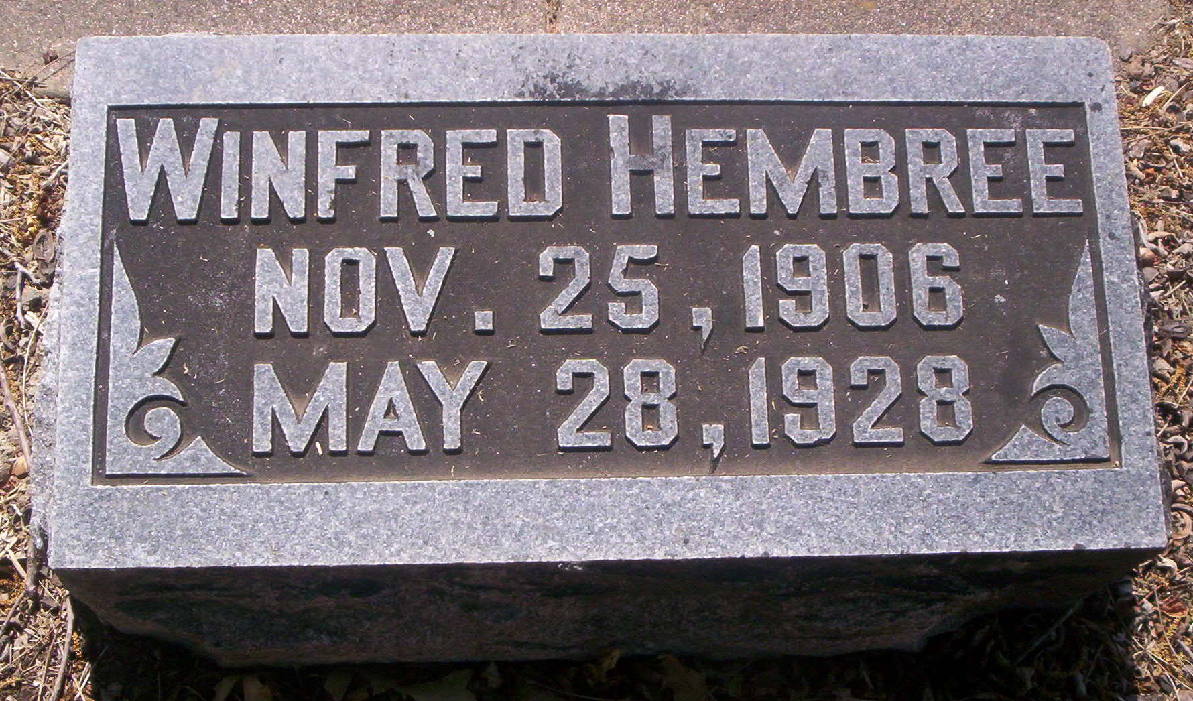 WINFRED HEMBREE
NOV. 25, 1906
MAY 28, 1928